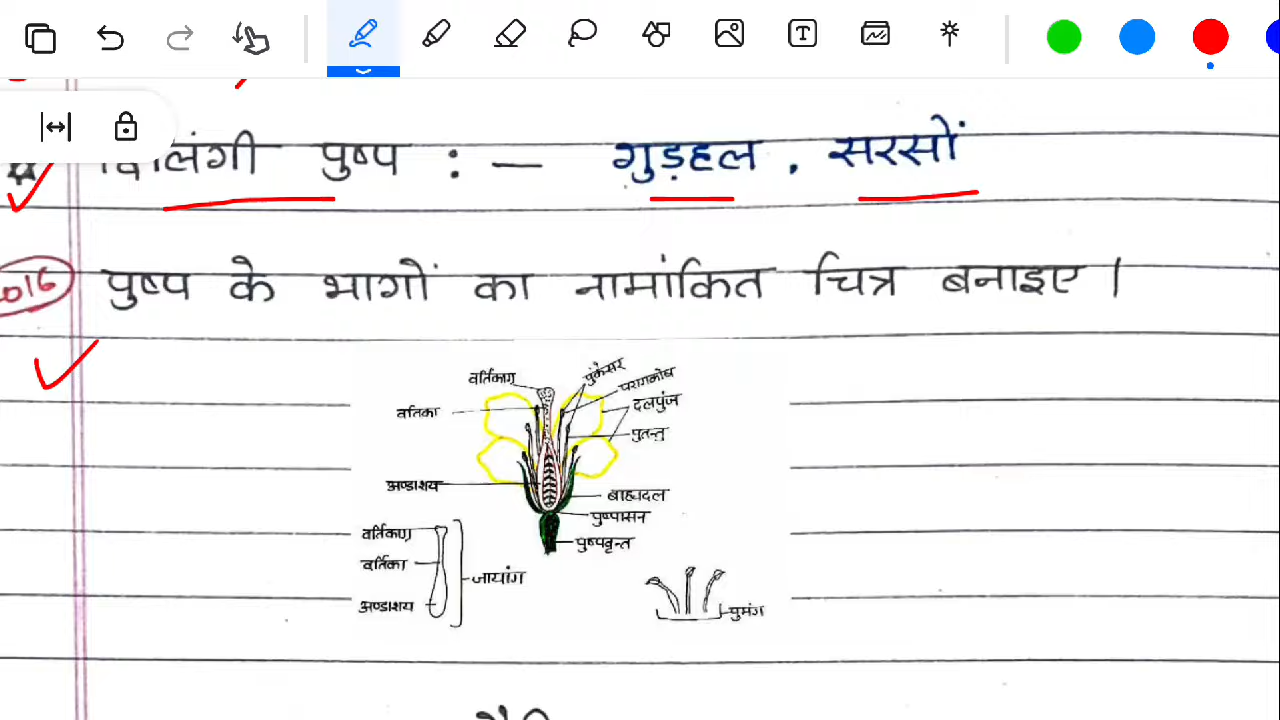 लिंगी पुष्प : — गुड़हल , सरसों
2016 पुष्प के भागों का नामांकित चित्र बनाइए ।
वर्तिकाग्र
पुंकेसर
परागकोष
वर्तिका
दलपुंज
पुतन्तु
अण्डाशय
बाह्यदल
पुष्पासन
पुष्पवृन्त
वर्तिकाग्र
वर्तिका
जायांग
अण्डाशय
पुमंग